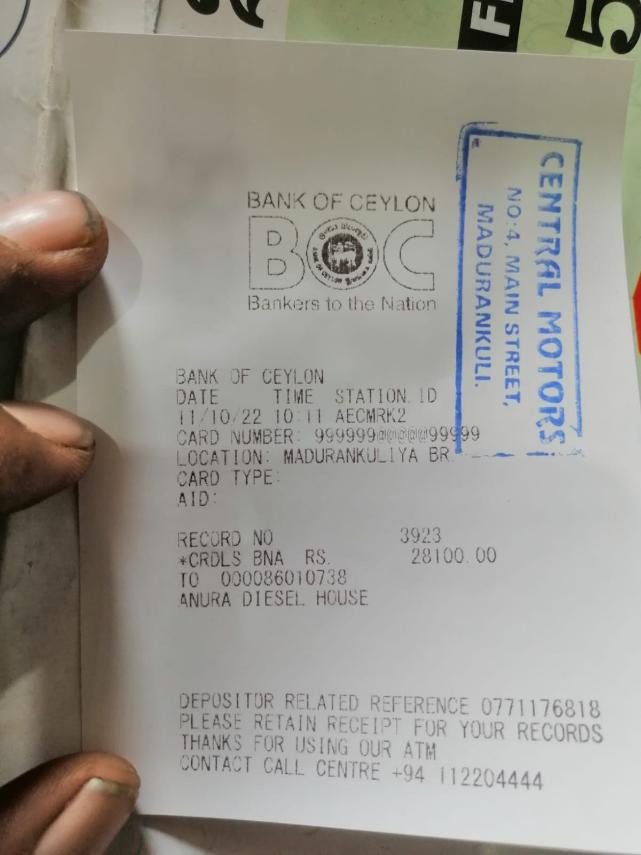 BANK OF CEYLON
BOC
Bankers to the Nation
CENTRAL MOTORS
NO:4, MAIN STREET,
MADURANKULI.
BANK OF CEYLON
DATE TIME STATION ID
11/10/22 10:11 AECMRK2
CARD NUMBER: 999999@@@@@99999
LOCATION: MADURANKULIYA BR.
CARD TYPE:
AID:
RECORD NO 3923
*CRDLS BNA RS. 28100.00
TO 000086010738
ANURA DIESEL HOUSE
DEPOSITOR RELATED REFERENCE 0771176818
PLEASE RETAIN RECEIPT FOR YOUR RECORDS
THANKS FOR USING OUR ATM
CONTACT CALL CENTRE +94 112204444